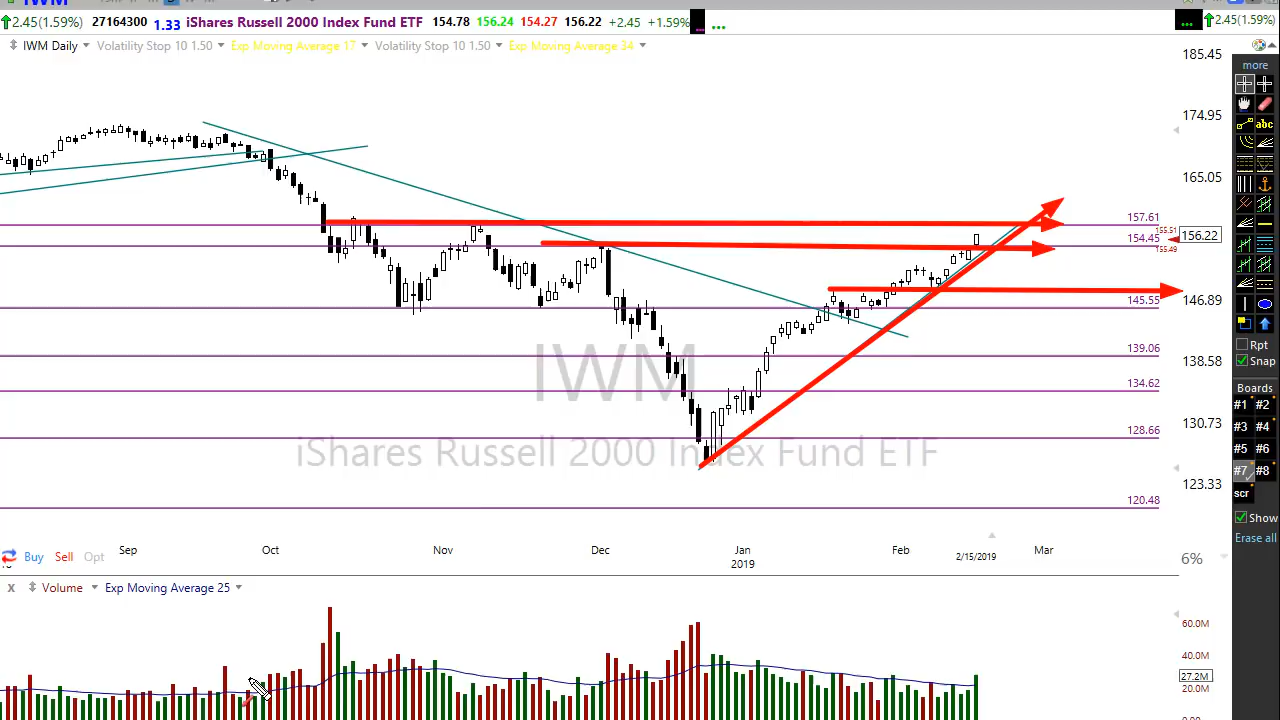 IWM
2.45(1.59%) 27164300 1.33 iShares Russell 2000 Index Fund ETF 154.78 156.24 154.27 156.22 +2.45 +1.59% ... ... 2.45(1.59%)
IWM Daily Volatility Stop 10 1.50 Exp Moving Average 17 Volatility Stop 10 1.50 Exp Moving Average 34
185.45
174.95
165.05
157.61
155.51
156.22
154.45
155.49
146.89
145.55
139.06
138.58
134.62
130.73
128.66
123.33
120.48
IWM
iShares Russell 2000 Index Fund ETF
more
abc
Rpt
Snap
Boards
#1 #2
#3 #4
#5 #6
#7 #8
scr
Show
Erase all
Buy Sell Opt
Sep Oct Nov Dec Jan Feb Mar
2019 2/15/2019
6%
x Volume Exp Moving Average 25
60.0M
40.0M
27.2M
20.0M